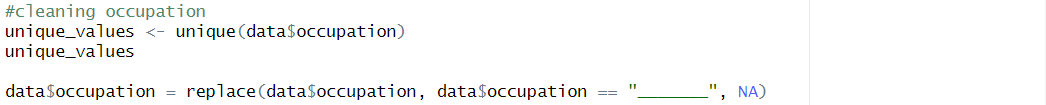 #cleaning occupation
unique_values <- unique(data$occupation)
unique_values
data$occupation = replace(data$occupation, data$occupation == "_______", NA)